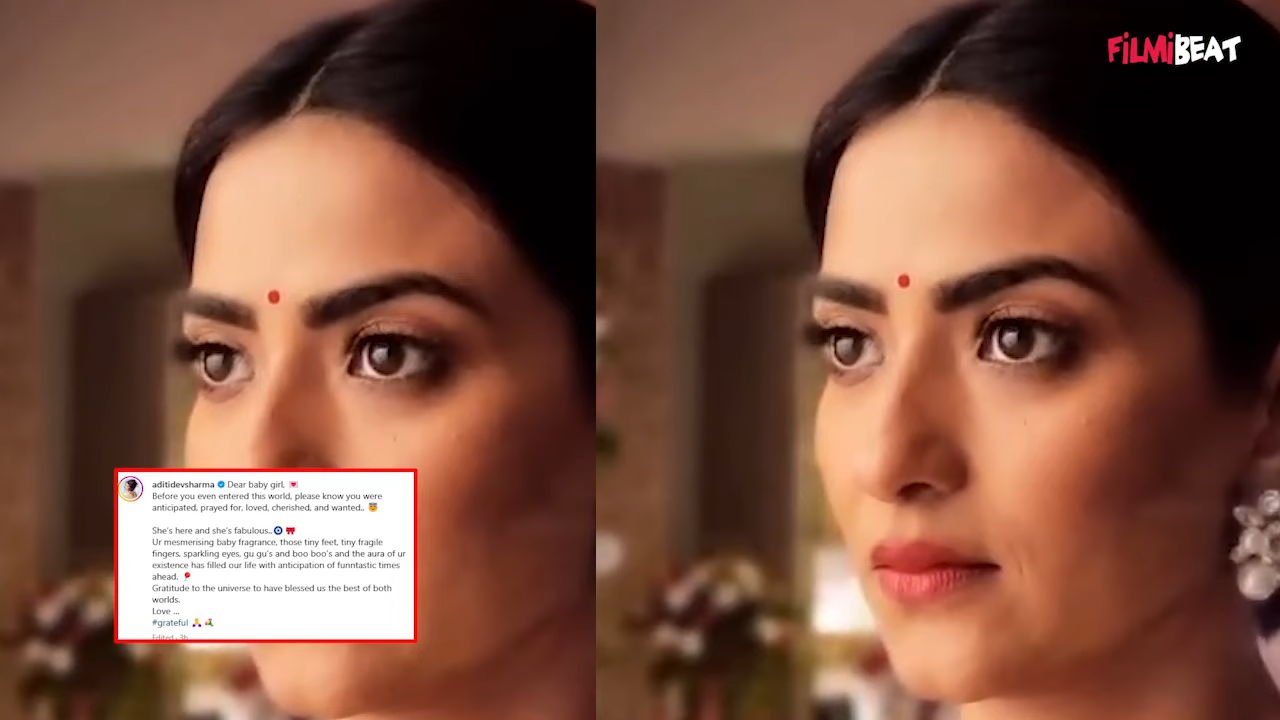 FiLMiBEAT
aditidevsharma Dear baby girl, 💌
Before you even entered this world, please know you were
anticipated, prayed for, loved, cherished, and wanted.. 😇
She's here and she's fabulous..🧿 🎀
Ur mesmerising baby fragrance, those tiny feet, tiny fragile
fingers, sparkling eyes, gu gu's and boo boo's and the aura of ur
existence has filled our life with anticipation of funntastic times
ahead. 🎈
Gratitude to the universe to have blessed us the best of both
worlds.
Love ...
#grateful 🙏 💐
Edited · 3h